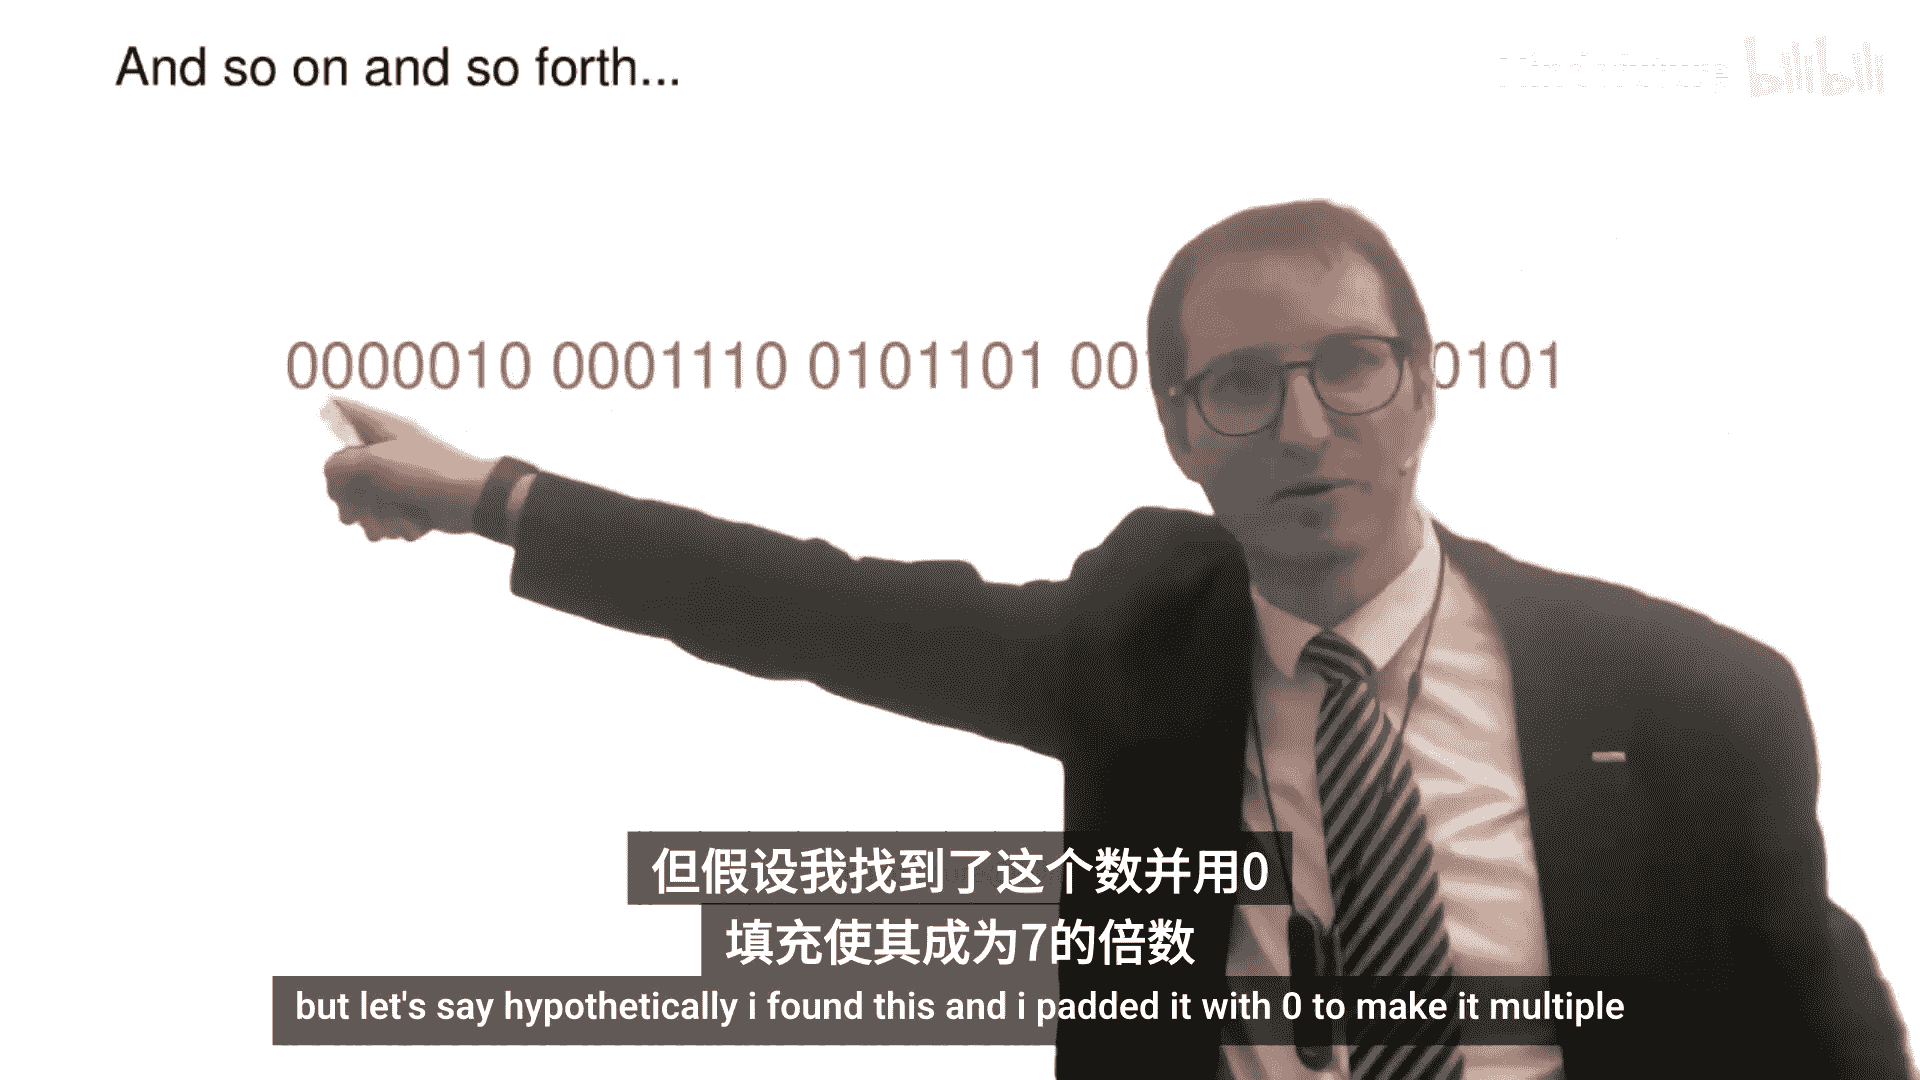 And so on and so forth...
bilibili
0000010 0001110 0101101 00 0101
但假设我找到了这个数并用0
填充使其成为7的倍数
but let's say hypothetically i found this and i padded it with 0 to make it multiple